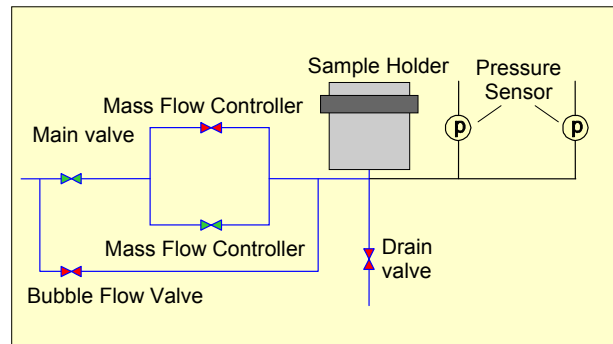 Sample Holder
Pressure
Sensor
Mass Flow Controller
Main valve
p
p
Mass Flow Controller
Drain
valve
Bubble Flow Valve